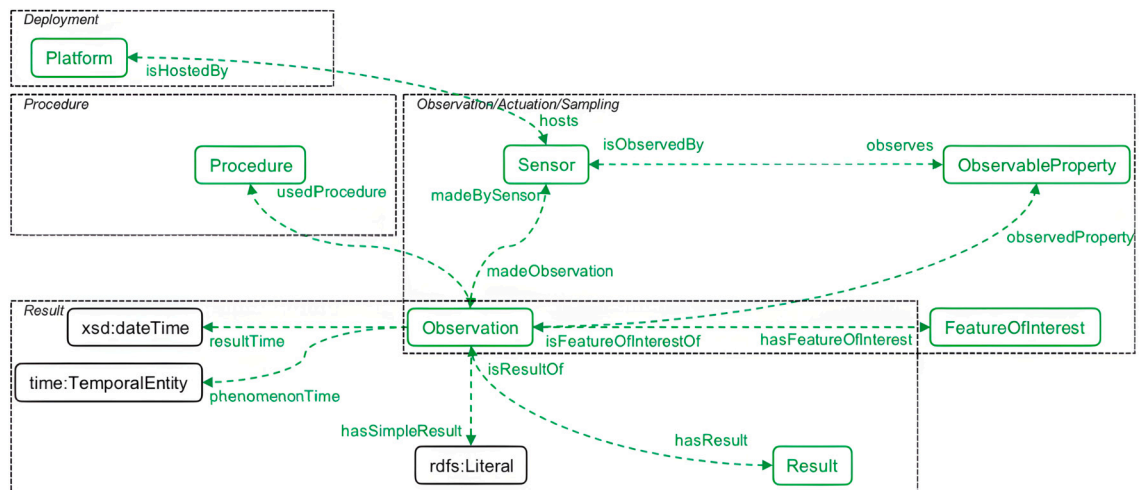 Deployment
Platform
isHostedBy
Procedure
Observation/Actuation/Sampling
hosts
Procedure
usedProcedure
Sensor
isObservedBy
observes
ObservableProperty
madeBySensor
observedProperty
madeObservation
Result
xsd:dateTime
resultTime
Observation
isFeatureOfInterestOf
hasFeatureOfInterest
FeatureOfInterest
time:TemporalEntity
phenomenonTime
isResultOf
hasSimpleResult
hasResult
rdfs:Literal
Result